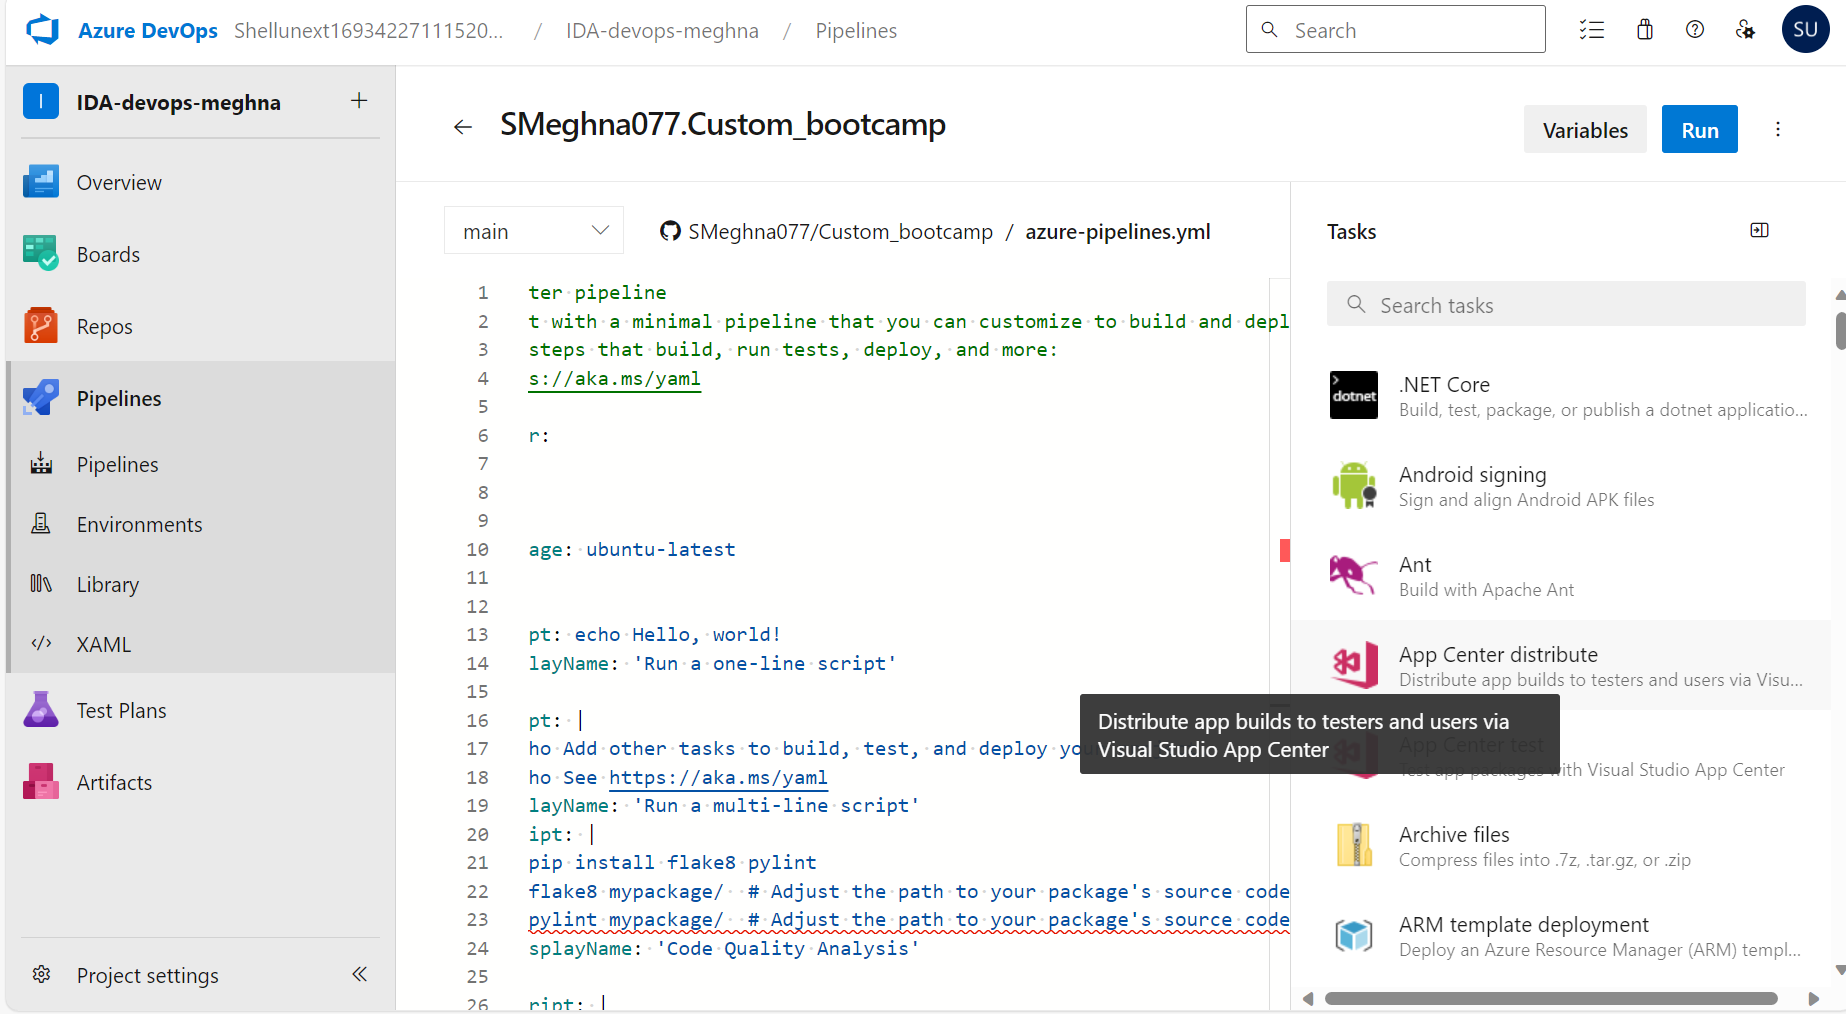 Azure DevOps Shellunext16934227111520... / IDA-devops-meghna / Pipelines
Search
SU
I IDA-devops-meghna +
Overview
Boards
Repos
Pipelines
Pipelines
Environments
Library
XAML
Test Plans
Artifacts
Project settings
SMeghna077.Custom_bootcamp
Variables
Run
main
SMeghna077/Custom_bootcamp / azure-pipelines.yml
1 ter pipeline
2 t with a minimal pipeline that you can customize to build and depl
3 steps that build, run tests, deploy, and more:
4 s://aka.ms/yaml
5
6 r:
7
8
9
10 age: ubuntu-latest
11
12
13 pt: echo Hello, world!
14 layName: 'Run a one-line script'
15
16 pt: |
17 ho Add other tasks to build, test, and deploy yo
18 ho See https://aka.ms/yaml
19 layName: 'Run a multi-line script'
20 ipt: |
21 pip install flake8 pylint
22 flake8 mypackage/  # Adjust the path to your package's source code
23 pylint mypackage/  # Adjust the path to your package's source code
24 splayName: 'Code Quality Analysis'
25
26 ript: |
Tasks
Search tasks
dotnet
.NET Core
Build, test, package, or publish a dotnet applicatio...
Android signing
Sign and align Android APK files
Ant
Build with Apache Ant
App Center distribute
Distribute app builds to testers and users via Visu...
Distribute app builds to testers and users via
Visual Studio App Center
App Center test
Test app packages with Visual Studio App Center
Archive files
Compress files into .7z, .tar.gz, or .zip
ARM template deployment
Deploy an Azure Resource Manager (ARM) templ...